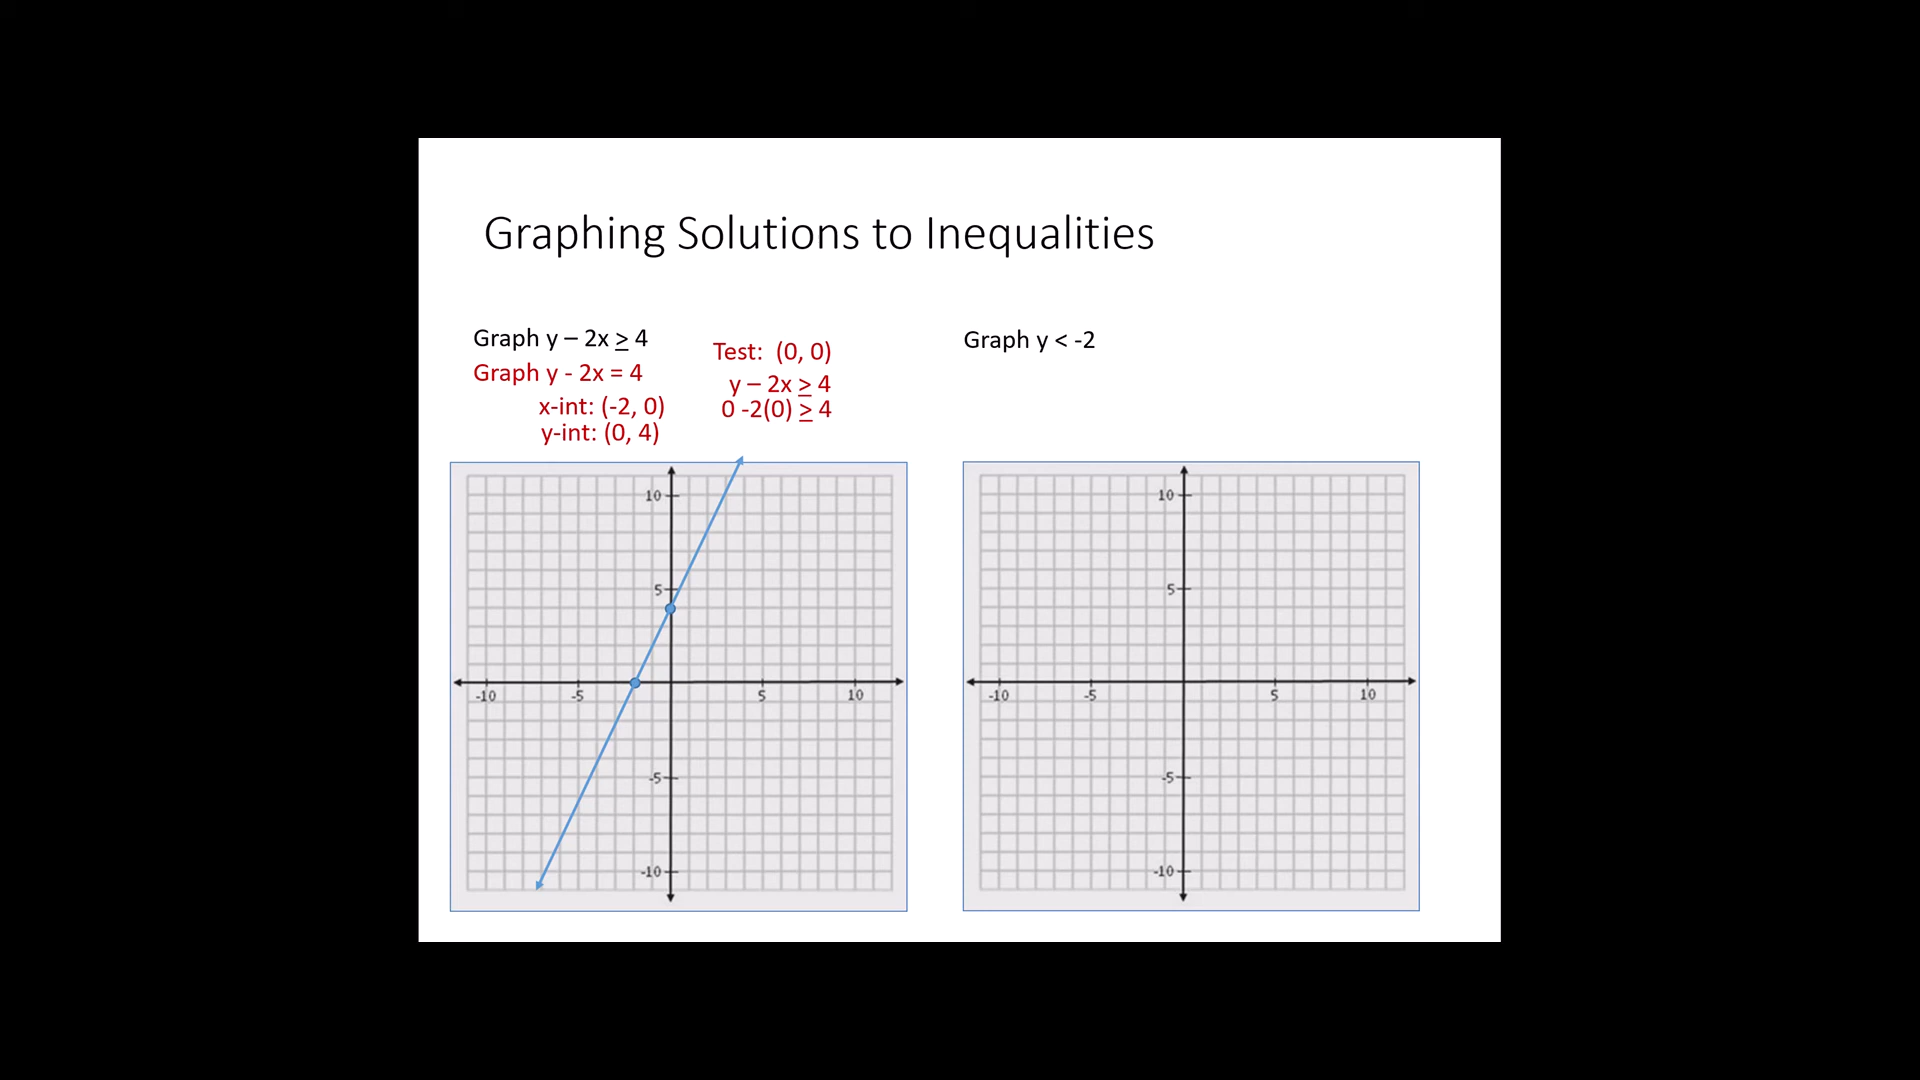 Graphing Solutions to Inequalities
Graph y – 2x ≥ 4
Graph y - 2x = 4
x-int: (-2, 0)
y-int: (0, 4)
Test: (0, 0)
y – 2x ≥ 4
0 -2(0) ≥ 4
Graph y < -2
10
5
-10 -5 5 10
-5
-10
10
5
-10 -5 5 10
-5
-10